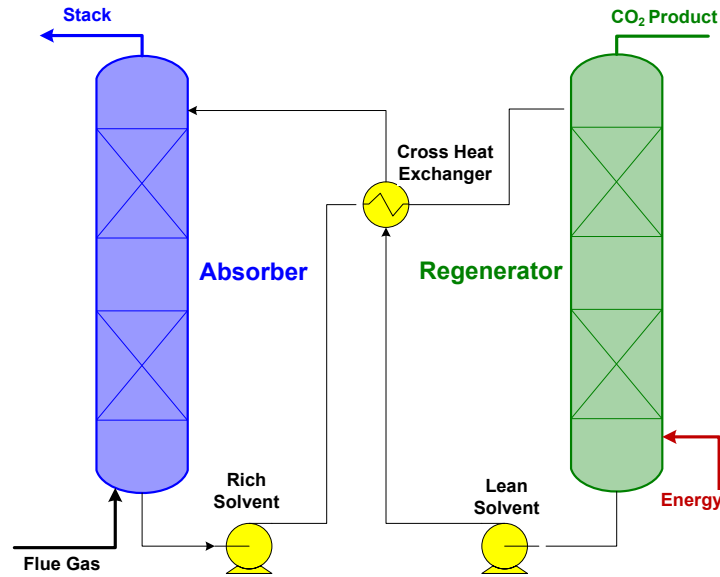 Stack
CO₂ Product
Cross Heat
Exchanger
Absorber
Regenerator
Rich
Solvent
Lean
Solvent
Energy
Flue Gas